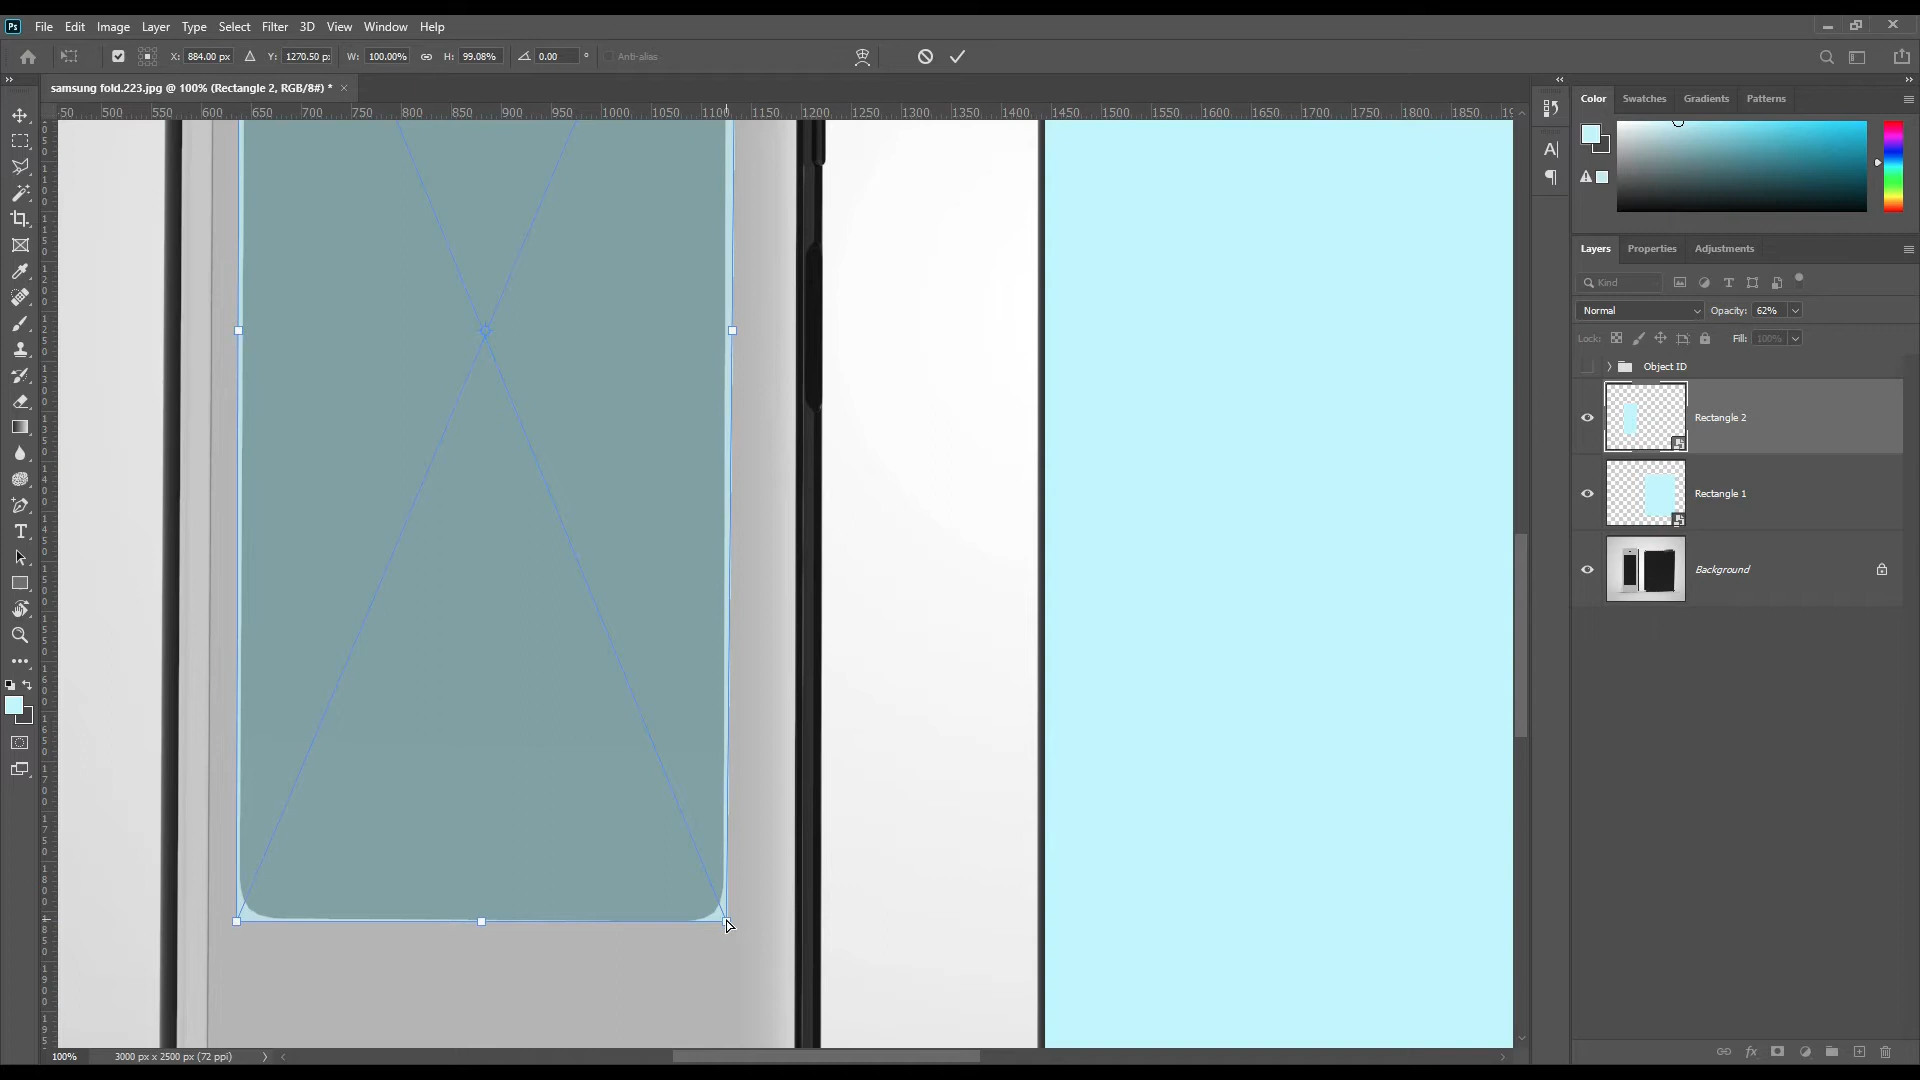 Ps File Edit Image Layer Type Select Filter 3D View Window Help
X: 884.00 px Y: 1270.50 p: W: 100.00% H: 99.08% 0.00 ° Anti-alias
samsung fold.223.jpg @ 100% (Rectangle 2, RGB/8#) * ×
50 500 550 600 650 700 750 800 850 900 950 1000 1050 1100 1150 1200 1250 1300 1350 1400 1450 1500 1550 1600 1650 1700 1750 1800 1850
Color Swatches Gradients Patterns
Layers Properties Adjustments
Kind
Normal Opacity: 62%
Lock: Fill: 100%
Object ID
Rectangle 2
Rectangle 1
Background
100% 3000 px x 2500 px (72 ppi)